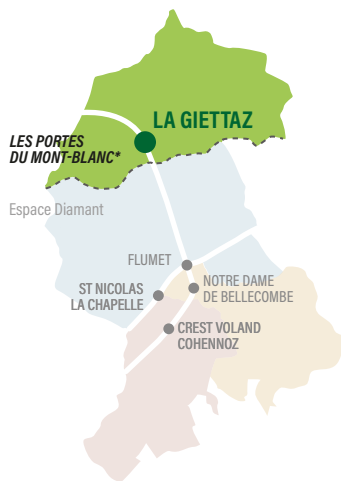 LA GIETTAZ
LES PORTES
DU MONT-BLANC*
Espace Diamant
FLUMET
ST NICOLAS
LA CHAPELLE
NOTRE DAME
DE BELLECOMBE
CREST VOLAND
COHENNOZ